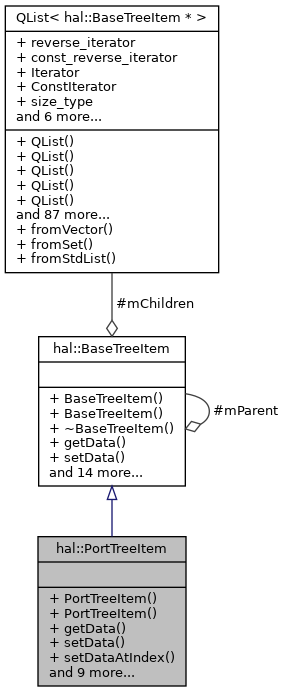 QList< hal::BaseTreeItem * >
+ reverse_iterator
+ const_reverse_iterator
+ Iterator
+ ConstIterator
+ size_type
and 6 more...
+ QList()
+ QList()
+ QList()
+ QList()
+ QList()
and 87 more...
+ fromVector()
+ fromSet()
+ fromStdList()
#mChildren
hal::BaseTreeItem
+ BaseTreeItem()
+ BaseTreeItem()
+ ~BaseTreeItem()
+ getData()
+ setData()
and 14 more...
#mParent
hal::PortTreeItem
+ PortTreeItem()
+ PortTreeItem()
+ getData()
+ setData()
+ setDataAtIndex()
and 9 more...